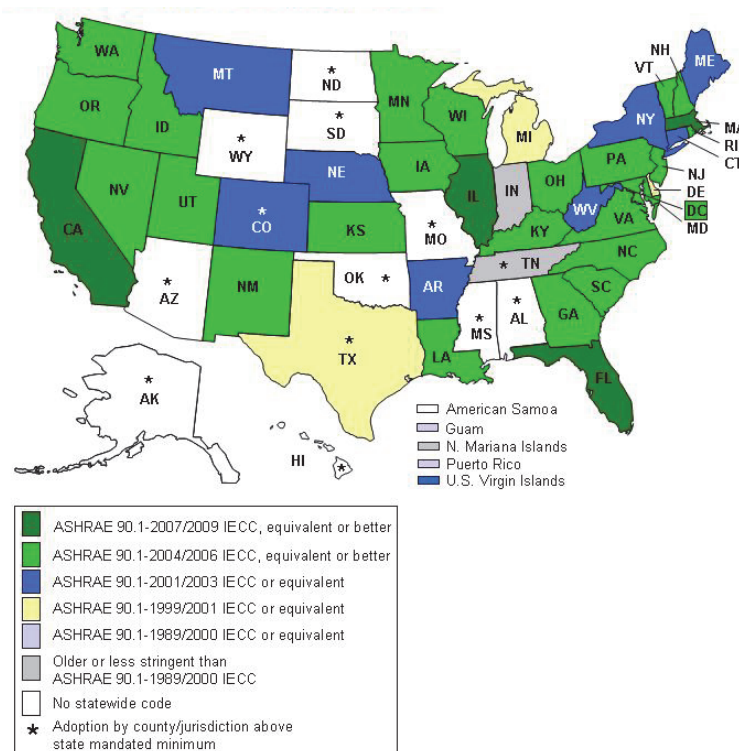 NH
WA
VT
ME
MT
ND
MN
OR
ID
SD
WI
NY
MA
WY
MI
RI
CT
IA
PA
NE
NJ
NV
IN
OH
DE
UT
IL
DC
CO
WV
VA
MD
CA
KS
MO
KY
NC
TN
OK
AZ
NM
AR
SC
MS
AL
GA
TX
LA
FL
AK
HI
American Samoa
Guam
N. Mariana Islands
Puerto Rico
U.S. Virgin Islands
ASHRAE 90.1-2007/2009 IECC, equivalent or better
ASHRAE 90.1-2004/2006 IECC, equivalent or better
ASHRAE 90.1-2001/2003 IECC or equivalent
ASHRAE 90.1-1999/2001 IECC or equivalent
ASHRAE 90.1-1989/2000 IECC or equivalent
Older or less stringent than
ASHRAE 90.1-1989/2000 IECC
No statewide code
* Adoption by county/jurisdiction above
state mandated minimum